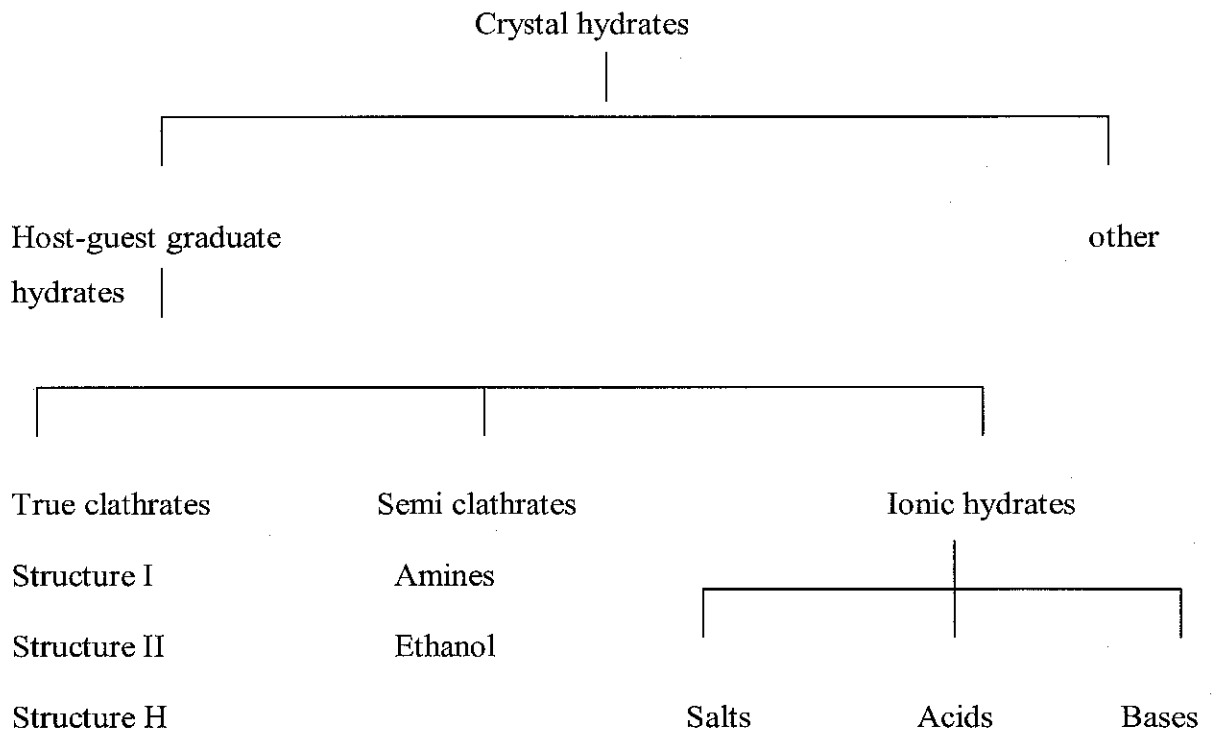 Crystal hydrates
Host-guest graduate
hydrates
other
True clathrates Semi clathrates Ionic hydrates
Structure I Amines
Structure II Ethanol
Structure H Salts Acids Bases